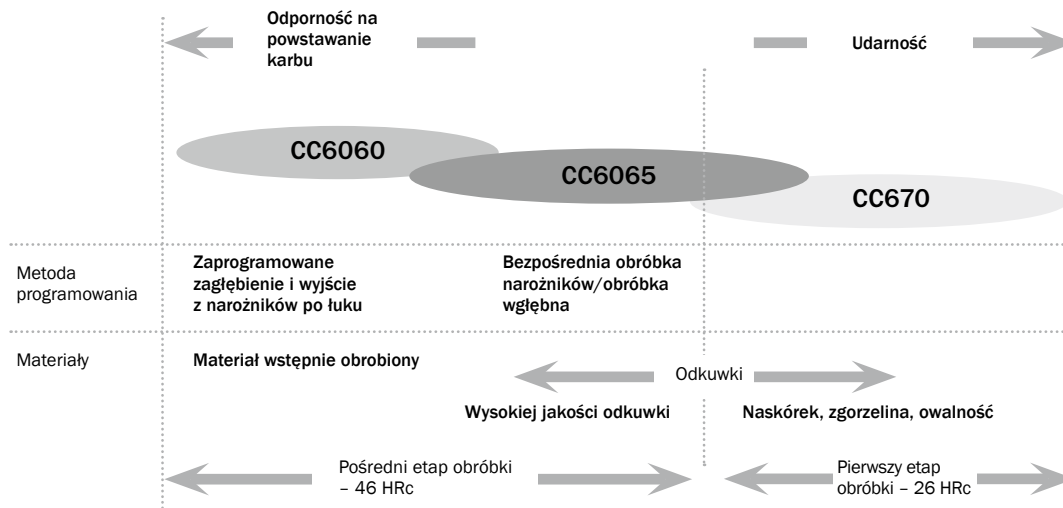 Odporność na
powstawanie
karbu
Udarność
CC6060
CC6065
CC670
Metoda
programowania
Zaprogramowane
zagłębienie i wyjście
z narożników po łuku
Bezpośrednia obróbka
narożników/obróbka
wgłębna
Materiały
Materiał wstępnie obrobiony
Odkuwki
Wysokiej jakości odkuwki
Naskórek, zgorzelina, owalność
Pośredni etap obróbki
– 46 HRc
Pierwszy etap
obróbki – 26 HRc